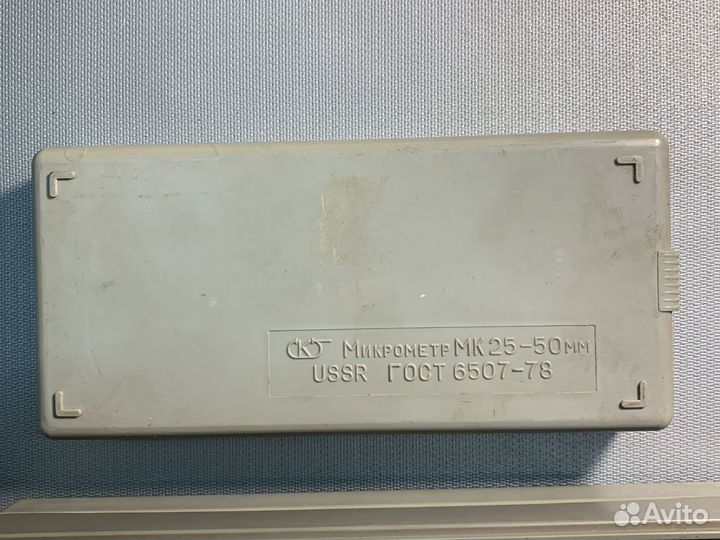 Микрометр МК 25-50мм
USSR ГОСТ 6507-78
Avito